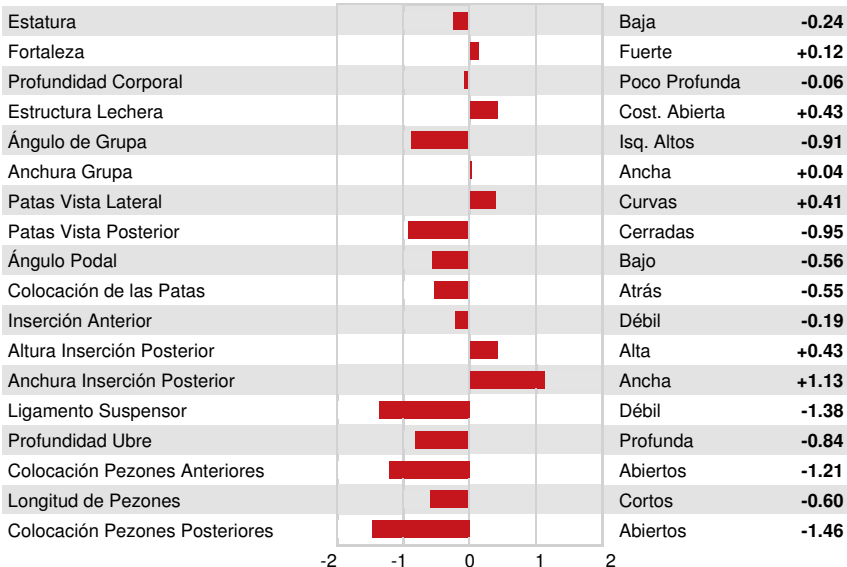 Estatura Baja -0.24
Fortaleza Fuerte +0.12
Profundidad Corporal Poco Profunda -0.06
Estructura Lechera Cost. Abierta +0.43
Ángulo de Grupa Isq. Altos -0.91
Anchura Grupa Ancha +0.04
Patas Vista Lateral Curvas +0.41
Patas Vista Posterior Cerradas -0.95
Ángulo Podal Bajo -0.56
Colocación de las Patas Atrás -0.55
Inserción Anterior Débil -0.19
Altura Inserción Posterior Alta +0.43
Anchura Inserción Posterior Ancha +1.13
Ligamento Suspensor Débil -1.38
Profundidad Ubre Profunda -0.84
Colocación Pezones Anteriores Abiertos -1.21
Longitud de Pezones Cortos -0.60
Colocación Pezones Posteriores Abiertos -1.46
-2 -1 0 1 2